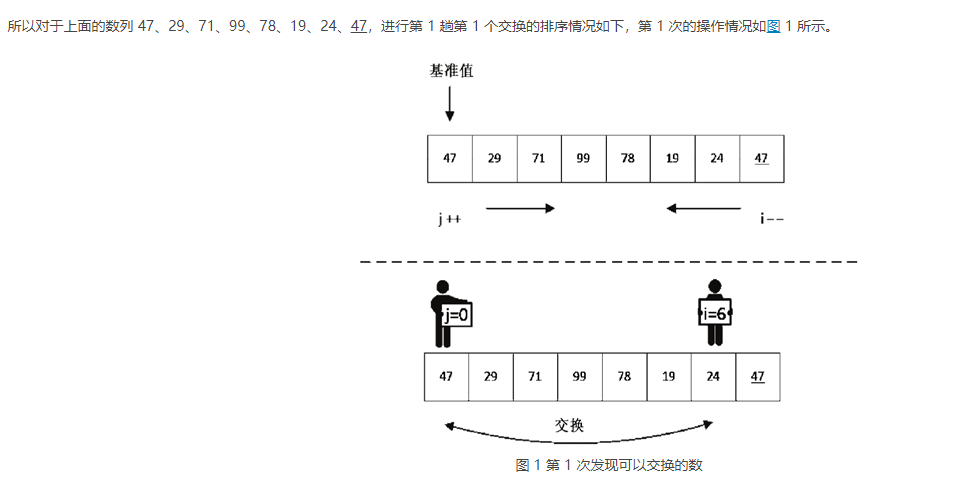 所以对于上面的数列 47、29、71、99、78、19、24、47，进行第 1 趟第 1 个交换的排序情况如下，第 1 次的操作情况如图 1 所示。
基准值
47 29 71 99 78 19 24 47
j++ i--
j=0 i=6
47 29 71 99 78 19 24 47
交换
图 1 第 1 次发现可以交换的数